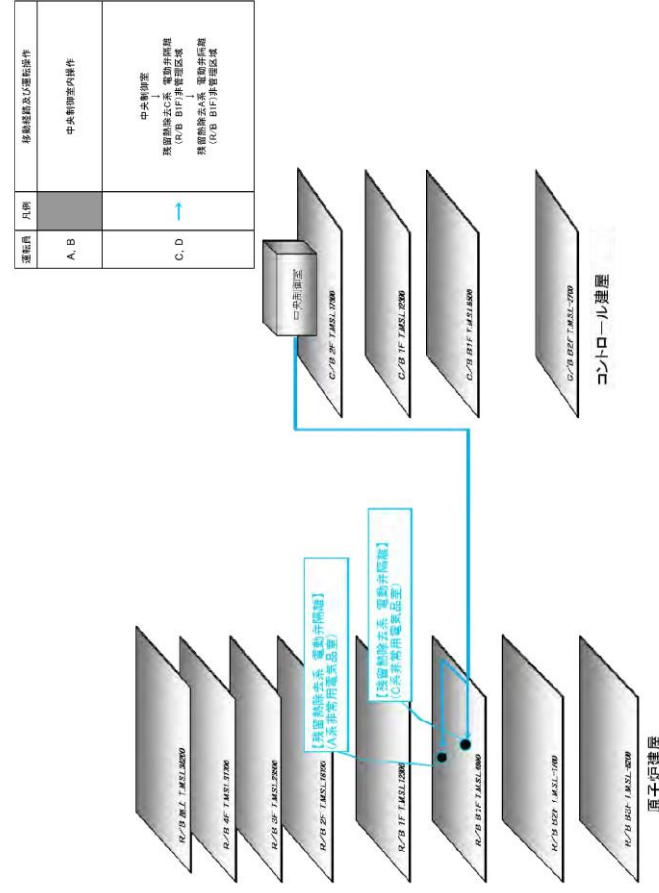 運転員 凡例 移動経路及び運転操作
A, B 中央制御室内操作
C, D → 中央制御室
↓
残留熱除去C系 電動弁隔離
(R/B B1F)非管理区域
↓
残留熱除去A系 電動弁隔離
(R/B B1F)非管理区域
中央制御室
C/B 2F T.M.S.L.17300
C/B 1F T.M.S.L.12300
C/B B1F T.M.S.L.6500
C/B B2F T.M.S.L.-2700
コントロール建屋
【残留熱除去系 電動弁隔離】
(A系非常用電気品室)
【残留熱除去系 電動弁隔離】
(C系非常用電気品室)
R/B 4F T.M.S.L.31700
R/B 3F T.M.S.L.23500
R/B 2F T.M.S.L.18100
R/B 1F T.M.S.L.12300
R/B B1F T.M.S.L.4800
R/B B2F T.M.S.L.-1700
R/B B3F T.M.S.L.-8200
原子炉建屋